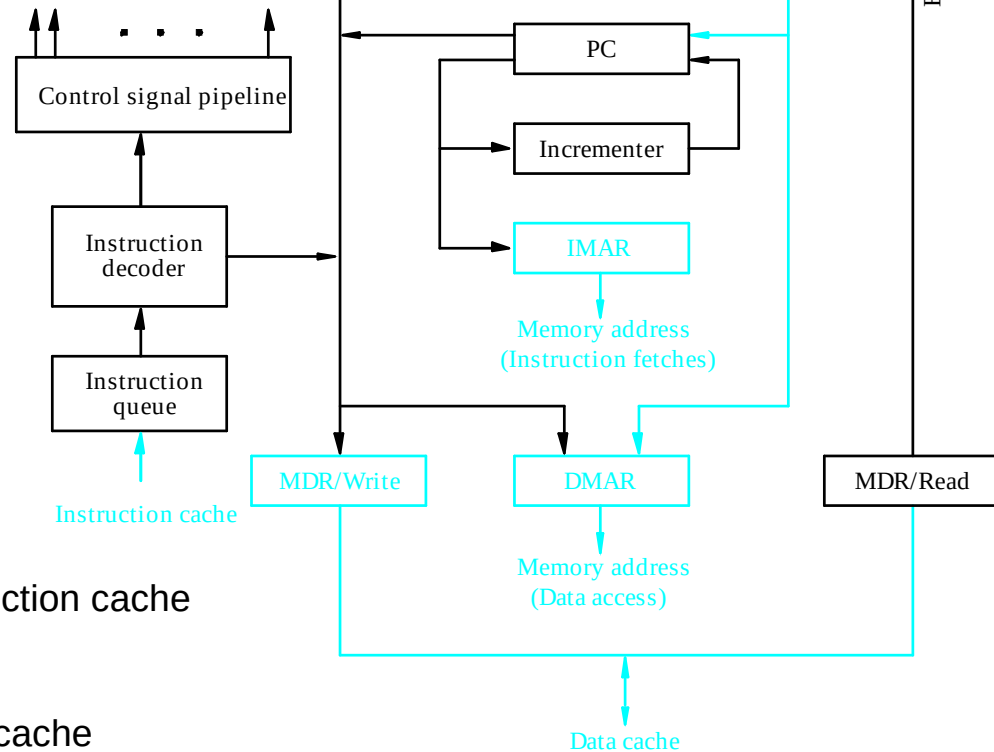 PC
Control signal pipeline
Incrementer
Instruction
decoder
IMAR
Memory address
(Instruction fetches)
Instruction
queue
MDR/Write
DMAR
MDR/Read
Instruction cache
Memory address
(Data access)
ction cache
cache
Data cache